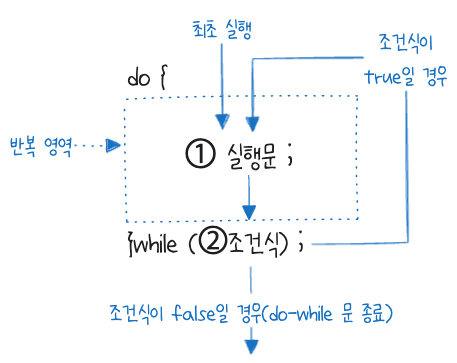 최초 실행
조건식이
true일 경우
do {
반복 영역
① 실행문 ;
}while (②조건식) ;
조건식이 false일 경우(do-while 문 종료)